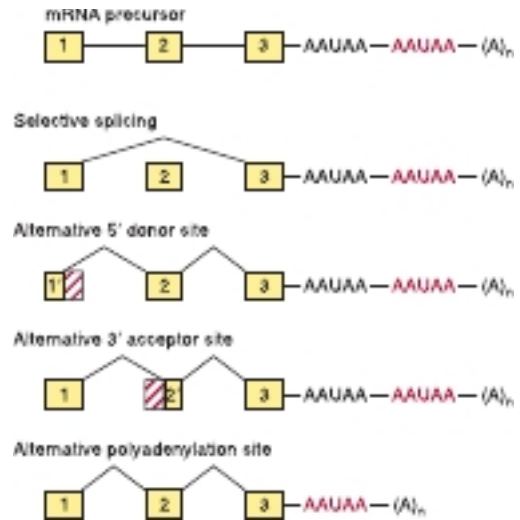 mRNA precursor
1 2 3 AAUAA AAUAA (A)n
Selective splicing
1 2 3 AAUAA AAUAA (A)n
Alternative 5' donor site
1' 2 3 AAUAA AAUAA (A)n
Alternative 3' acceptor site
1 2' 3 AAUAA AAUAA (A)n
Alternative polyadenylation site
1 2 3 AAUAA (A)n